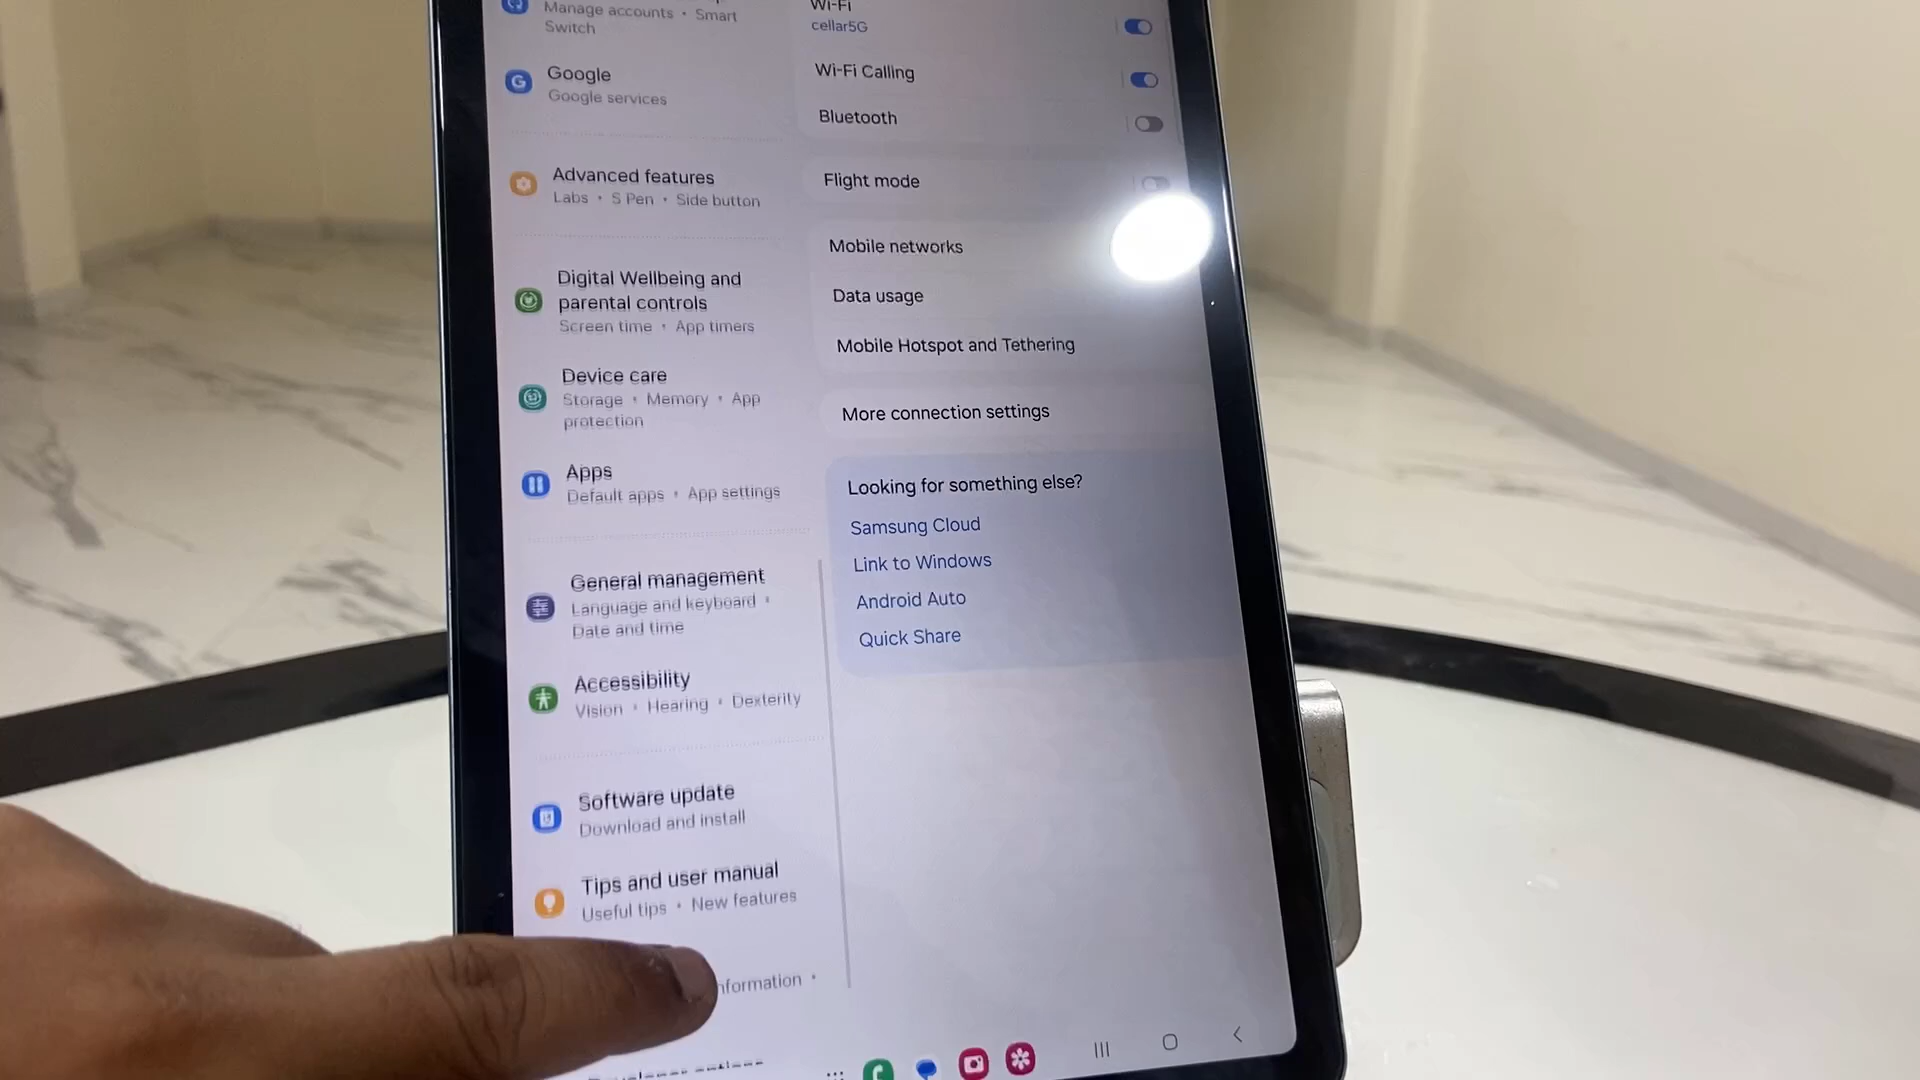 Manage accounts • Smart
Switch
Google
Google services
Advanced features
Labs • S Pen • Side button
Digital Wellbeing and
parental controls
Screen time • App timers
Device care
Storage • Memory • App
protection
Apps
Default apps • App settings
General management
Language and keyboard •
Date and time
Accessibility
Vision • Hearing • Dexterity
Software update
Download and install
Tips and user manual
Useful tips • New features
nformation •
Wi-Fi
cellar5G
Wi-Fi Calling
Bluetooth
Flight mode
Mobile networks
Data usage
Mobile Hotspot and Tethering
More connection settings
Looking for something else?
Samsung Cloud
Link to Windows
Android Auto
Quick Share